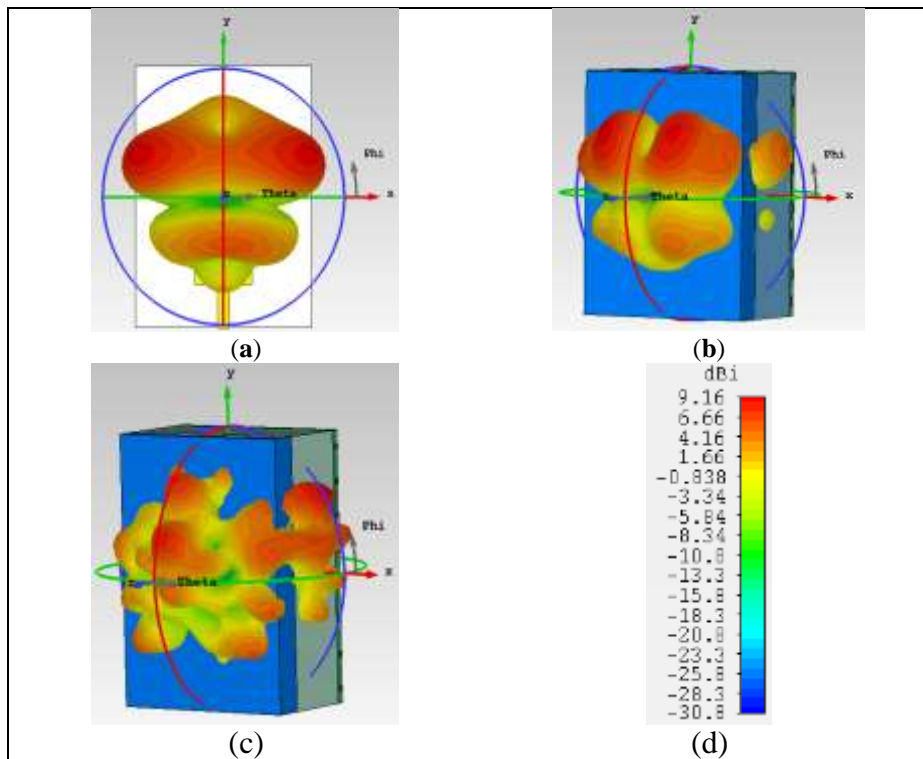 y
Phi
z Theta x
(a)
y
Phi
Theta x
(b)
y
Phi
x
Theta
(c)
dBi
9.16
6.66
4.16
1.66
-0.838
-3.34
-5.84
-8.34
-10.8
-13.3
-15.8
-18.3
-20.8
-23.3
-25.8
-28.3
-30.8
(d)